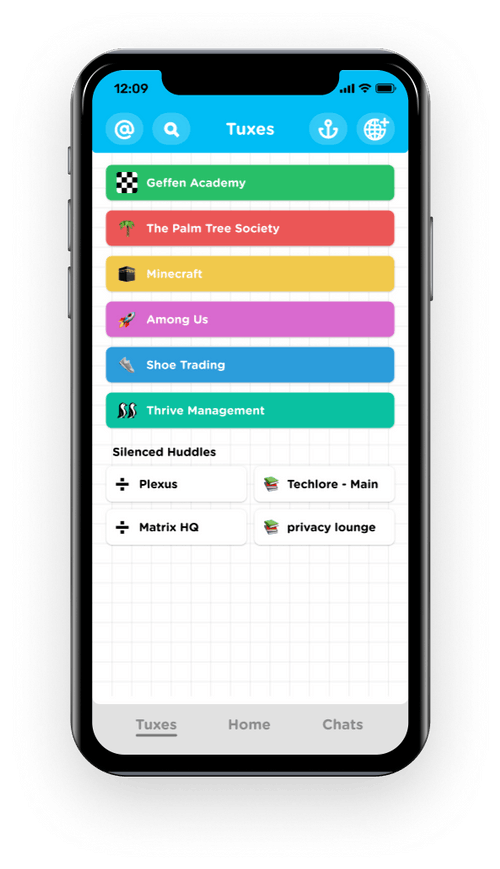 12:09
@
Tuxes
Geffen Academy
The Palm Tree Society
Minecraft
Among Us
Shoe Trading
Thrive Management
Silenced Huddles
Plexus
Techlore - Main
Matrix HQ
privacy lounge
Tuxes Home Chats